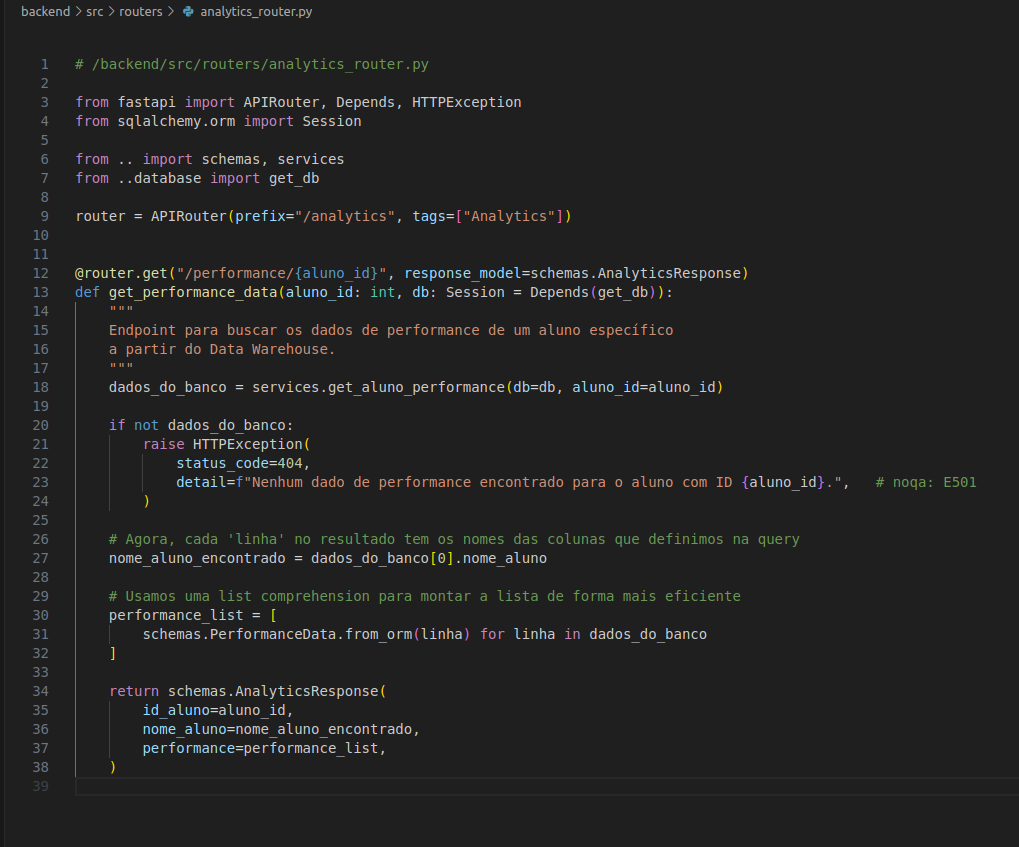 backend > src > routers > analytics_router.py
1 # /backend/src/routers/analytics_router.py
2
3 from fastapi import APIRouter, Depends, HTTPException
4 from sqlalchemy.orm import Session
5
6 from .. import schemas, services
7 from ..database import get_db
8
9 router = APIRouter(prefix="/analytics", tags=["Analytics"])
10
11
12 @router.get("/performance/{aluno_id}", response_model=schemas.AnalyticsResponse)
13 def get_performance_data(aluno_id: int, db: Session = Depends(get_db)):
14     """
15     Endpoint para buscar os dados de performance de um aluno específico
16     a partir do Data Warehouse.
17     """
18     dados_do_banco = services.get_aluno_performance(db=db, aluno_id=aluno_id)
19
20     if not dados_do_banco:
21         raise HTTPException(
22             status_code=404,
23             detail=f"Nenhum dado de performance encontrado para o aluno com ID {aluno_id}.",   # noqa: E501
24         )
25
26     # Agora, cada 'linha' no resultado tem os nomes das colunas que definimos na query
27     nome_aluno_encontrado = dados_do_banco[0].nome_aluno
28
29     # Usamos uma list comprehension para montar a lista de forma mais eficiente
30     performance_list = [
31         schemas.PerformanceData.from_orm(linha) for linha in dados_do_banco
32     ]
33
34     return schemas.AnalyticsResponse(
35         id_aluno=aluno_id,
36         nome_aluno=nome_aluno_encontrado,
37         performance=performance_list,
38     )
39